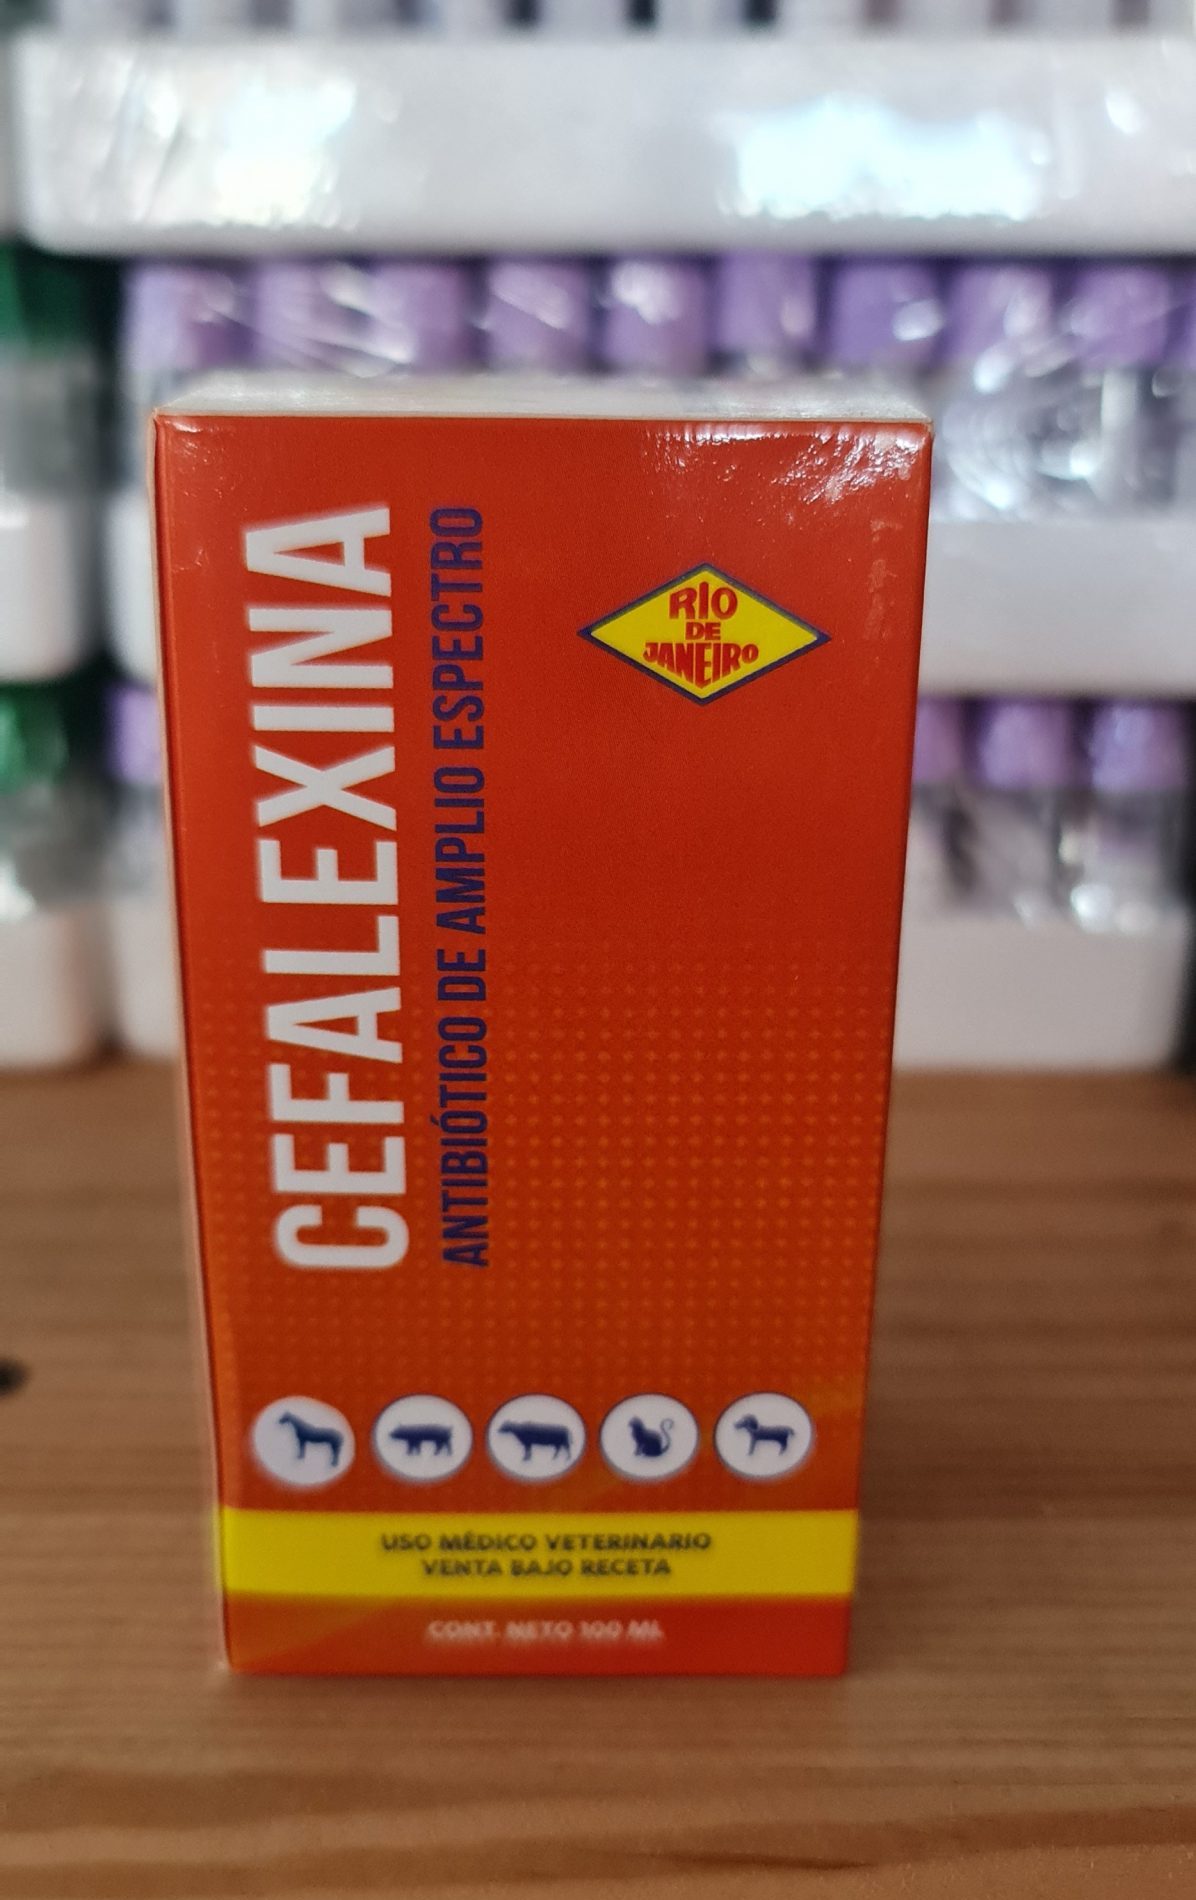 CEFALEXINA
ANTIBIÓTICO DE AMPLIO ESPECTRO
RIO
DE
JANEIRO
USO MÉDICO VETERINARIO
VENTA BAJO RECETA
CONT. NETO 100 ML